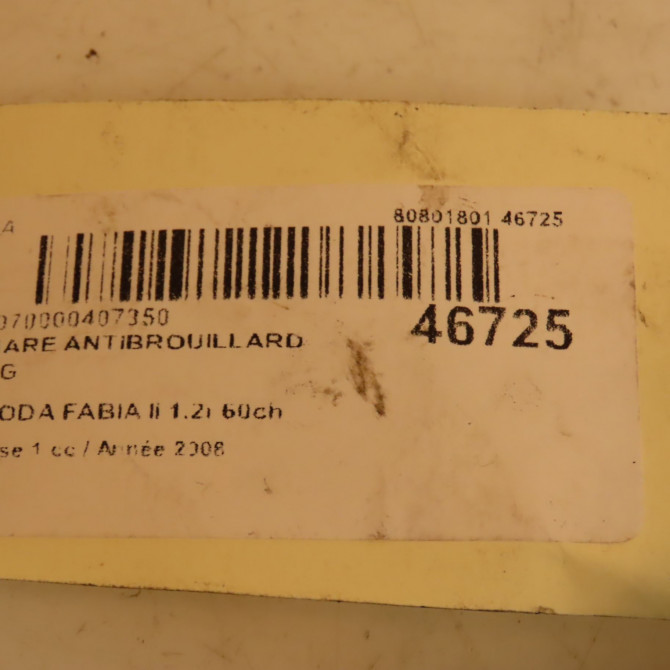 A
80801801 46725
070000407350
46725
ARE ANTIBROUILLARD
G
ODA FABIA II 1.2i 60ch
se 1 cc / Année 2008